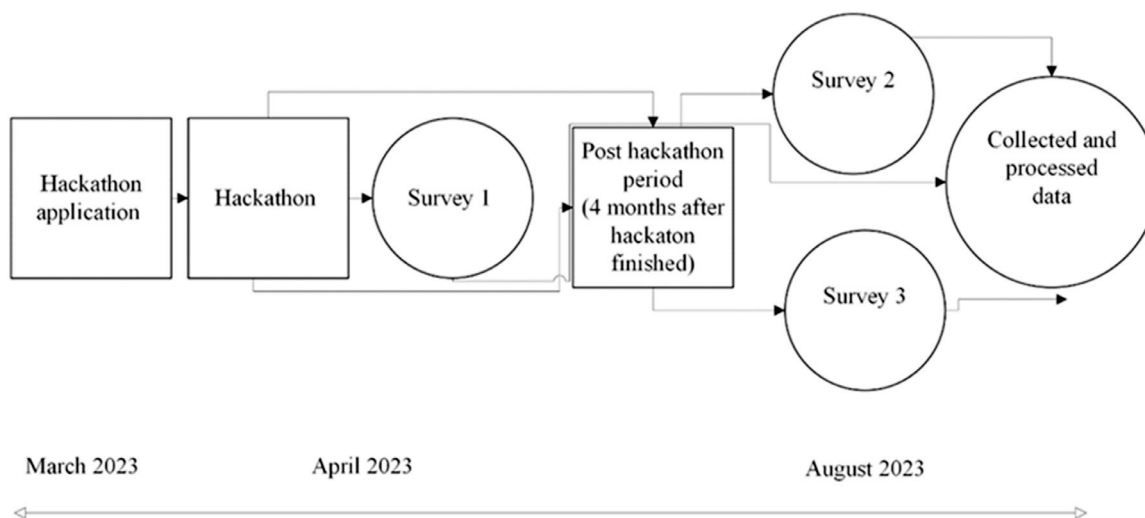 Hackathon
application
Hackathon
Survey 1
Post hackathon
period
(4 months after
hackaton
finished)
Survey 2
Survey 3
Collected and
processed
data
March 2023
April 2023
August 2023